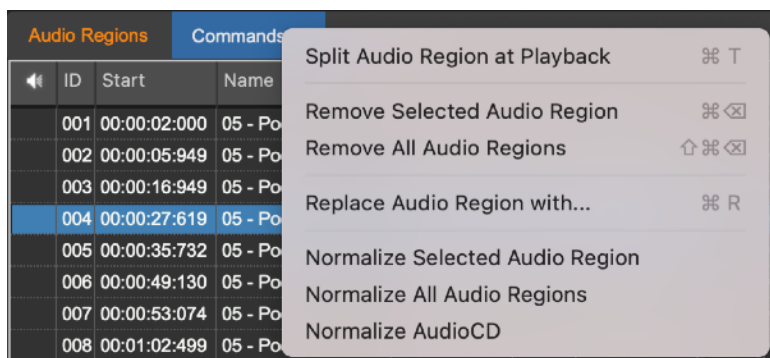 Audio Regions Commands
Split Audio Region at Playback ⌘ T
ID Start Name
Remove Selected Audio Region ⌘⌫
001 00:00:02:000 05 - Po
Remove All Audio Regions ⇧⌘⌫
002 00:00:05:949 05 - Po
003 00:00:16:949 05 - Po
Replace Audio Region with... ⌘ R
004 00:00:27:619 05 - Po
005 00:00:35:732 05 - Po
Normalize Selected Audio Region
006 00:00:49:130 05 - Po
Normalize All Audio Regions
007 00:00:53:074 05 - Po
Normalize AudioCD
008 00:01:02:499 05 - Po